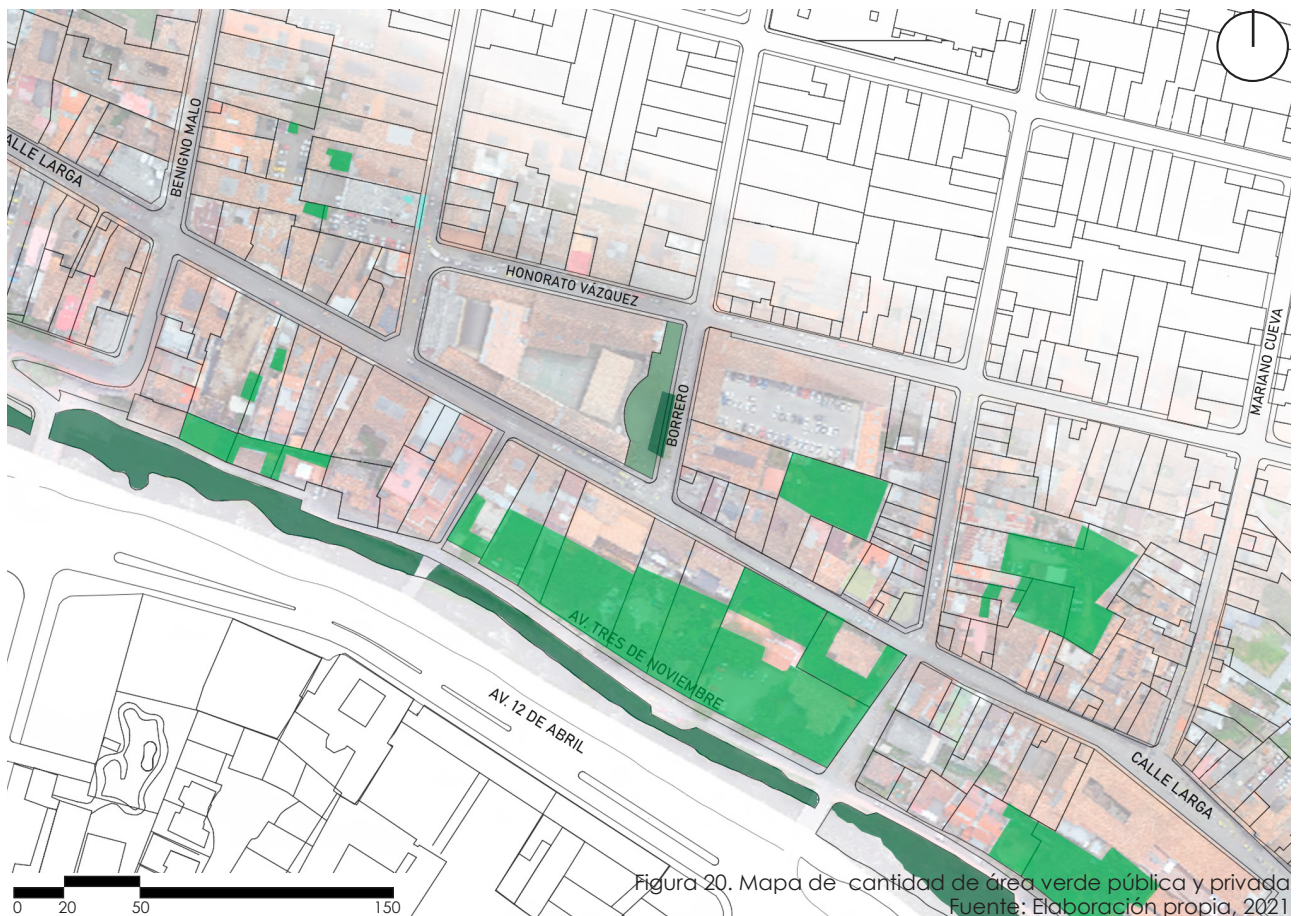 BENIGNO MALO
ALLE LARGA
HONORATO VÁZQUEZ
BORRERO
MARIANO CUEVA
AV. TRES DE NOVIEMBRE
AV. 12 DE ABRIL
CALLE LARGA
0 20 50 150
Figura 20. Mapa de cantidad de área verde pública y privada
Fuente: Elaboración propia, 2021